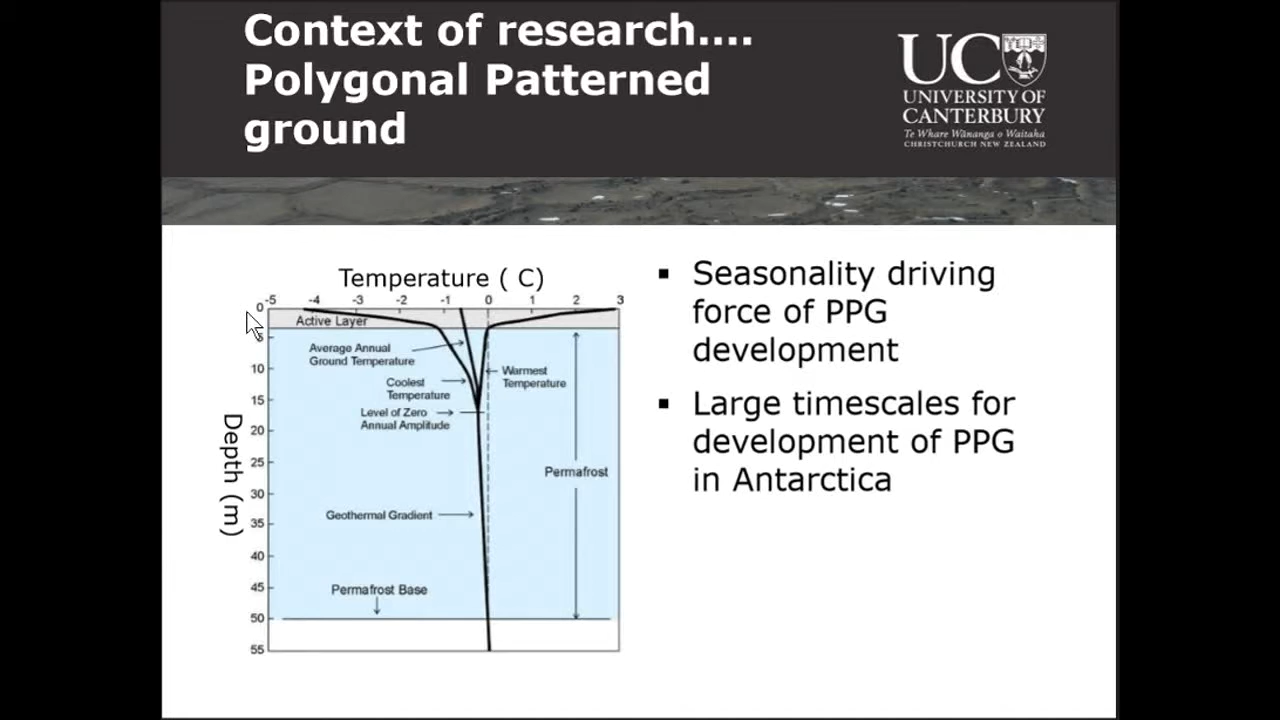 Context of research....
Polygonal Patterned
ground
UC
UNIVERSITY OF
CANTERBURY
Te Whare Wānanga o Waitaha
CHRISTCHURCH NEW ZEALAND
Temperature ( C)
-5 -4 -3 -2 -1 0 1 2 3
0
5
10
15
20
25
30
35
40
45
50
55
Depth (m)
Active Layer
Average Annual
Ground Temperature
Coolest
Temperature
Warmest
Temperature
Level of Zero
Annual Amplitude
Permafrost
Geothermal Gradient
Permafrost Base
▪ Seasonality driving
force of PPG
development
▪ Large timescales for
development of PPG
in Antarctica